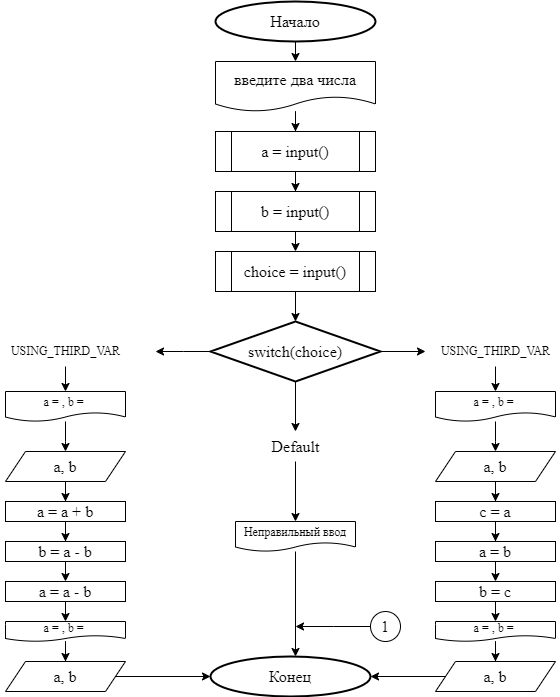 Начало
введите два числа
a = input()
b = input()
choice = input()
switch(choice)
USING_THIRD_VAR
a = , b =
a, b
a = a + b
b = a - b
a = a - b
a = , b =
a, b
Default
Неправильный ввод
1
Конец
USING_THIRD_VAR
a = , b =
a, b
c = a
a = b
b = c
a = , b =
a, b